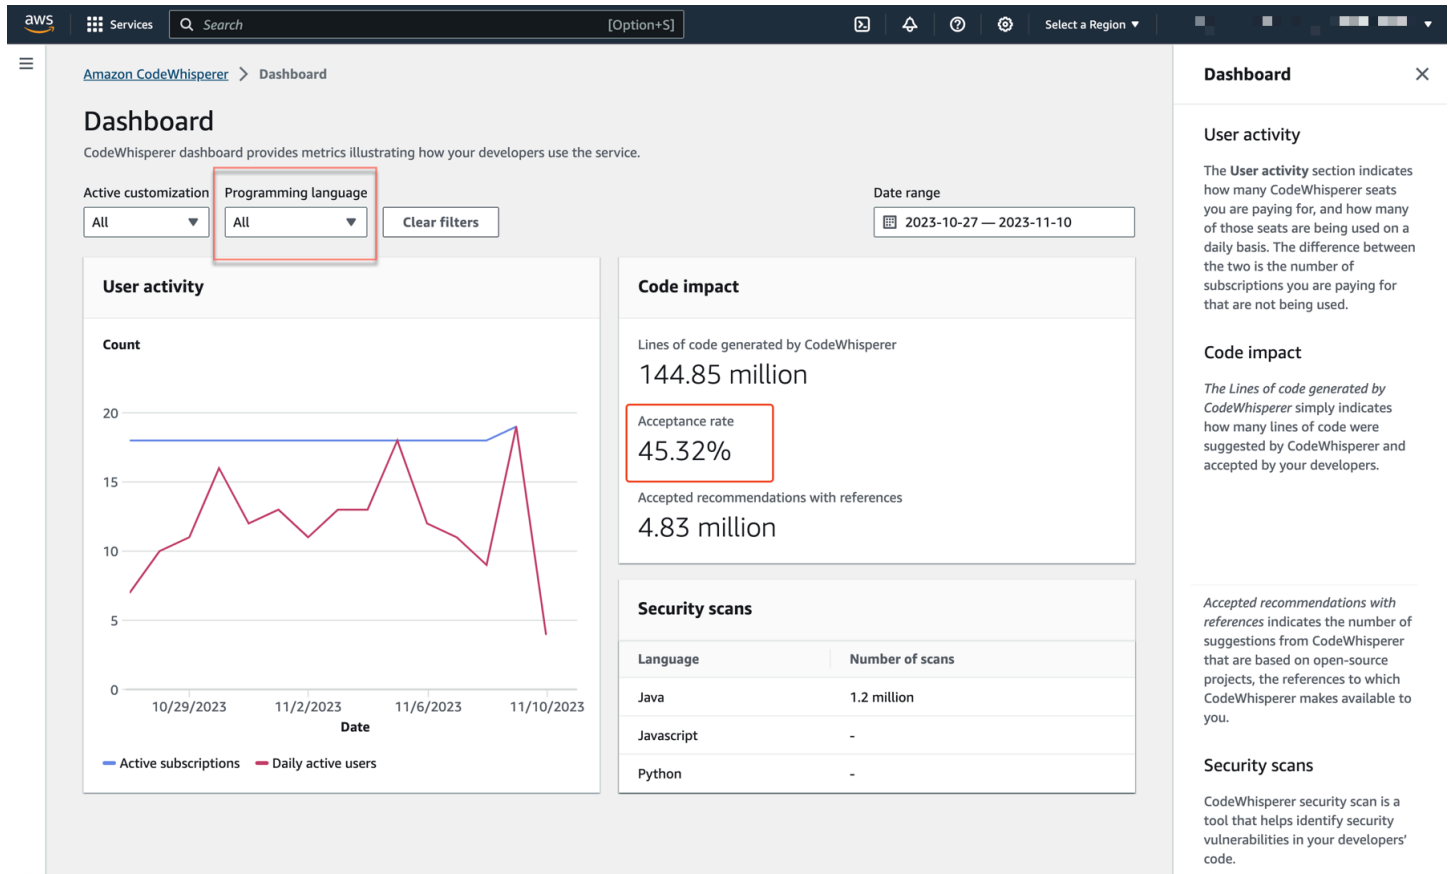 aws
Services
Search
[Option+S]
Select a Region
Amazon CodeWhisperer
Dashboard
Dashboard
CodeWhisperer dashboard provides metrics illustrating how your developers use the service.
Active customization
Programming language
All
All
Clear filters
Date range
2023-10-27 — 2023-11-10
User activity
Count
20
15
10
5
0
10/29/2023
11/2/2023
11/6/2023
11/10/2023
Date
Active subscriptions
Daily active users
Code impact
Lines of code generated by CodeWhisperer
144.85 million
Acceptance rate
45.32%
Accepted recommendations with references
4.83 million
Security scans
Language
Number of scans
Java
1.2 million
Javascript
-
Python
-
Dashboard
User activity
The User activity section indicates
how many CodeWhisperer seats
you are paying for, and how many
of those seats are being used on a
daily basis. The difference between
the two is the number of
subscriptions you are paying for
that are not being used.
Code impact
The Lines of code generated by
CodeWhisperer simply indicates
how many lines of code were
suggested by CodeWhisperer and
accepted by your developers.
Accepted recommendations with
references indicates the number of
suggestions from CodeWhisperer
that are based on open-source
projects, the references to which
CodeWhisperer makes available to
you.
Security scans
CodeWhisperer security scan is a
tool that helps identify security
vulnerabilities in your developers'
code.